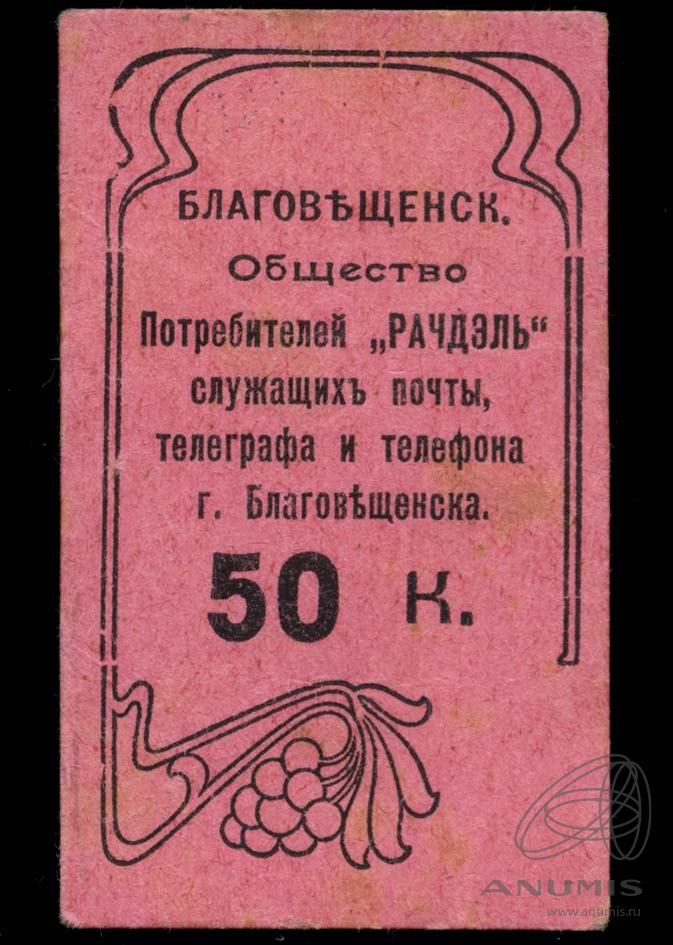 БЛАГОВѢЩЕНСК.
Общество
Потребителей „РАЧДЭЛЬ“
служащихъ почты,
телеграфа и телефона
г. Благовѣщенска.
50 к.
ANUMIS
www.anumis.ru